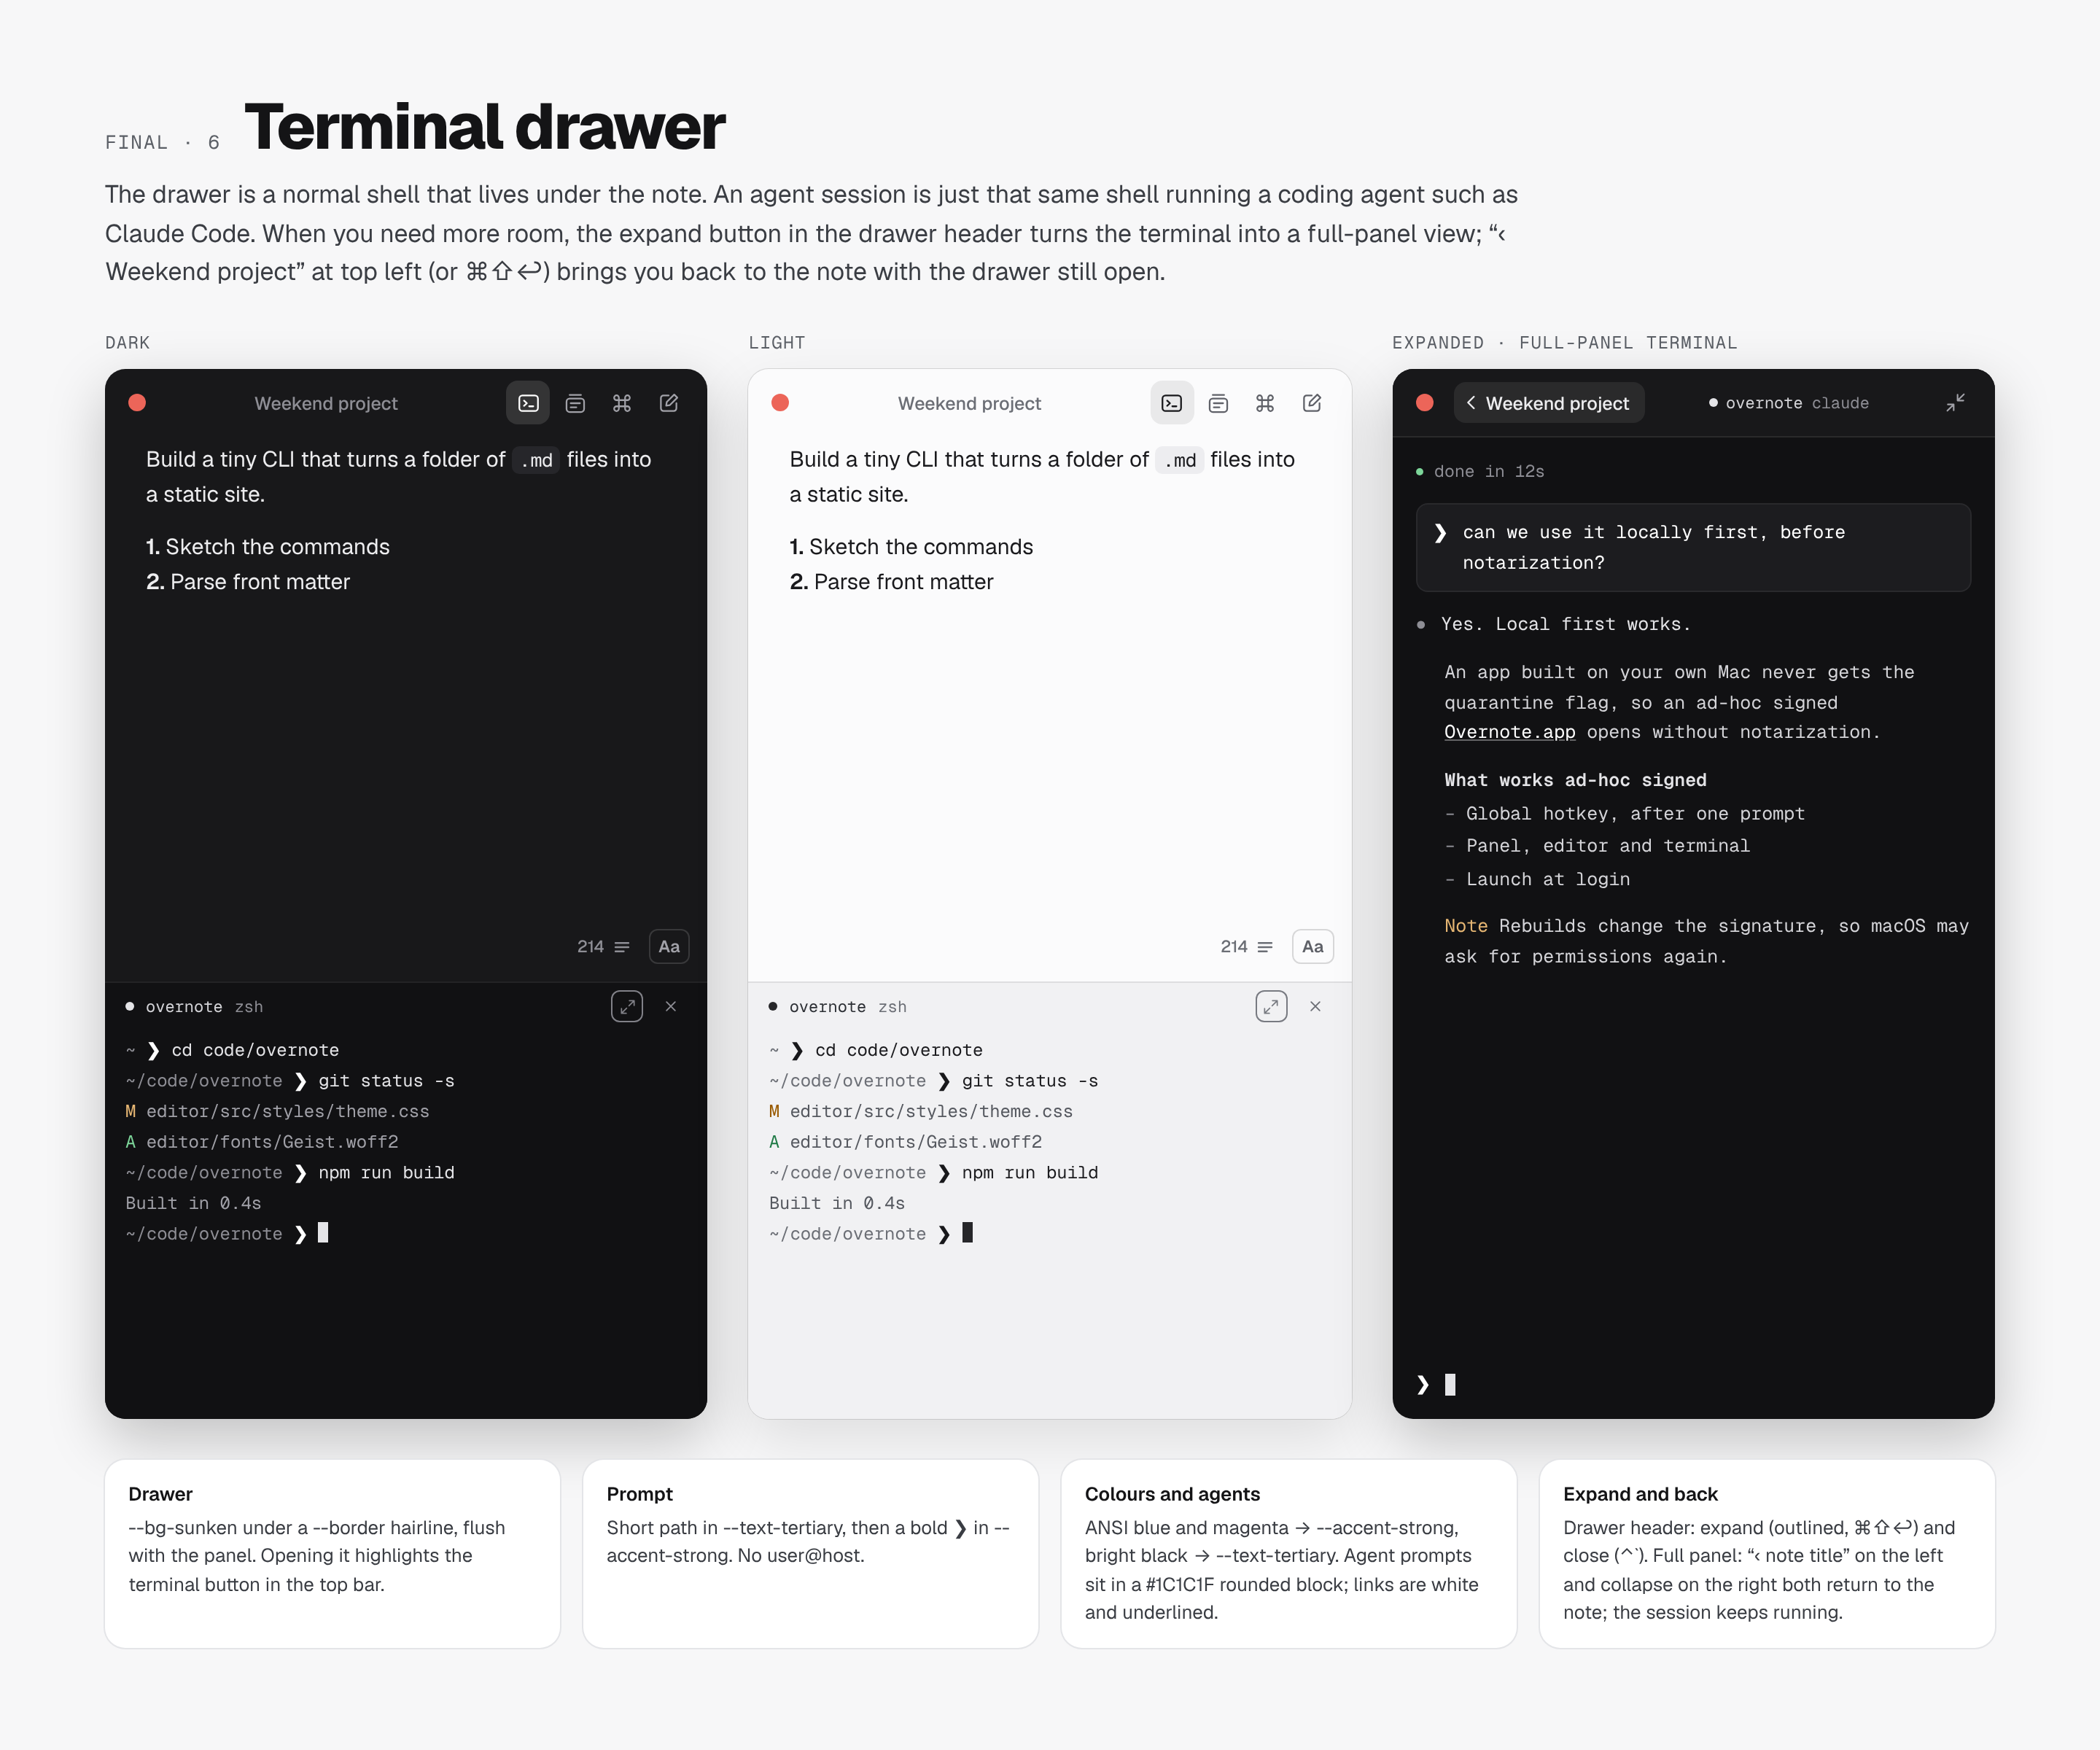 FINAL · 6 Terminal drawer
The drawer is a normal shell that lives under the note. An agent session is just that same shell running a coding agent such as
Claude Code. When you need more room, the expand button in the drawer header turns the terminal into a full-panel view; “‹
Weekend project” at top left (or ⌘⇧↩) brings you back to the note with the drawer still open.
DARK
Weekend project
Build a tiny CLI that turns a folder of .md files into
a static site.
1. Sketch the commands
2. Parse front matter
214 Aa
overnote zsh
~ ❯ cd code/overnote
~/code/overnote ❯ git status -s
M editor/src/styles/theme.css
A editor/fonts/Geist.woff2
~/code/overnote ❯ npm run build
Built in 0.4s
~/code/overnote ❯
LIGHT
Weekend project
Build a tiny CLI that turns a folder of .md files into
a static site.
1. Sketch the commands
2. Parse front matter
214 Aa
overnote zsh
~ ❯ cd code/overnote
~/code/overnote ❯ git status -s
M editor/src/styles/theme.css
A editor/fonts/Geist.woff2
~/code/overnote ❯ npm run build
Built in 0.4s
~/code/overnote ❯
EXPANDED · FULL-PANEL TERMINAL
‹ Weekend project ● overnote claude
● done in 12s
❯ can we use it locally first, before
notarization?
● Yes. Local first works.
An app built on your own Mac never gets the
quarantine flag, so an ad-hoc signed
Overnote.app opens without notarization.
What works ad-hoc signed
– Global hotkey, after one prompt
– Panel, editor and terminal
– Launch at login
Note Rebuilds change the signature, so macOS may
ask for permissions again.
❯
Drawer
--bg-sunken under a --border hairline, flush
with the panel. Opening it highlights the
terminal button in the top bar.
Prompt
Short path in --text-tertiary, then a bold ❯ in --
accent-strong. No user@host.
Colours and agents
ANSI blue and magenta → --accent-strong,
bright black → --text-tertiary. Agent prompts
sit in a #1C1C1F rounded block; links are white
and underlined.
Expand and back
Drawer header: expand (outlined, ⌘⇧↩) and
close (⌃`). Full panel: “‹ note title” on the left
and collapse on the right both return to the
note; the session keeps running.